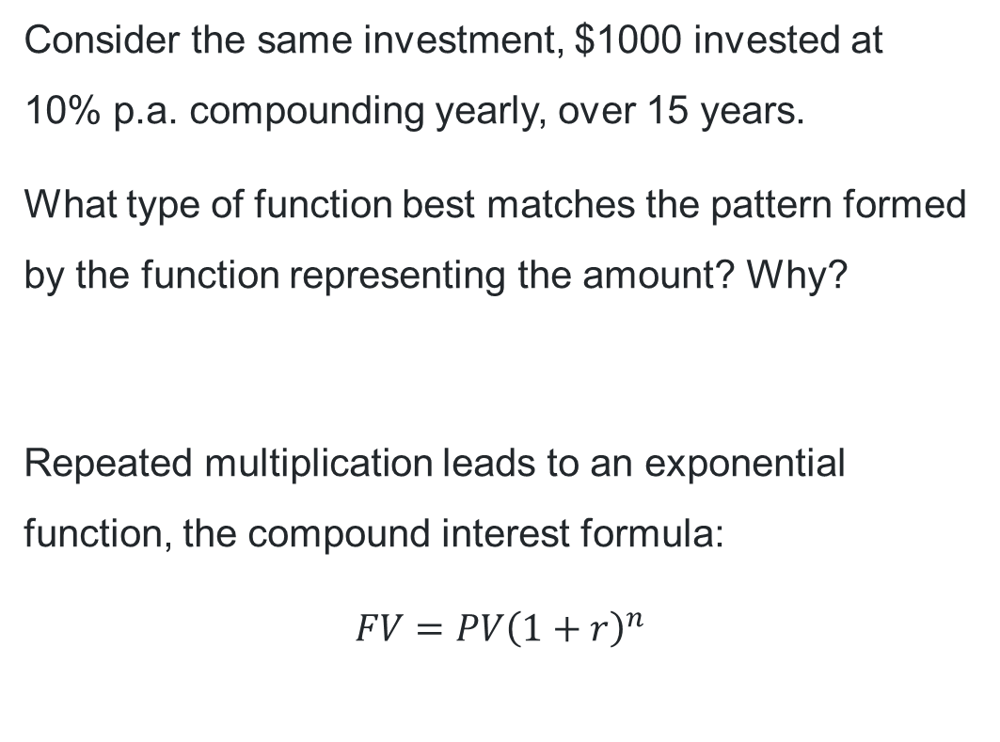 Consider the same investment, $1000 invested at
10% p.a. compounding yearly, over 15 years.
What type of function best matches the pattern formed
by the function representing the amount? Why?
Repeated multiplication leads to an exponential
function, the compound interest formula:
𝐹𝑉 = 𝑃𝑉(1 + 𝑟)ⁿ